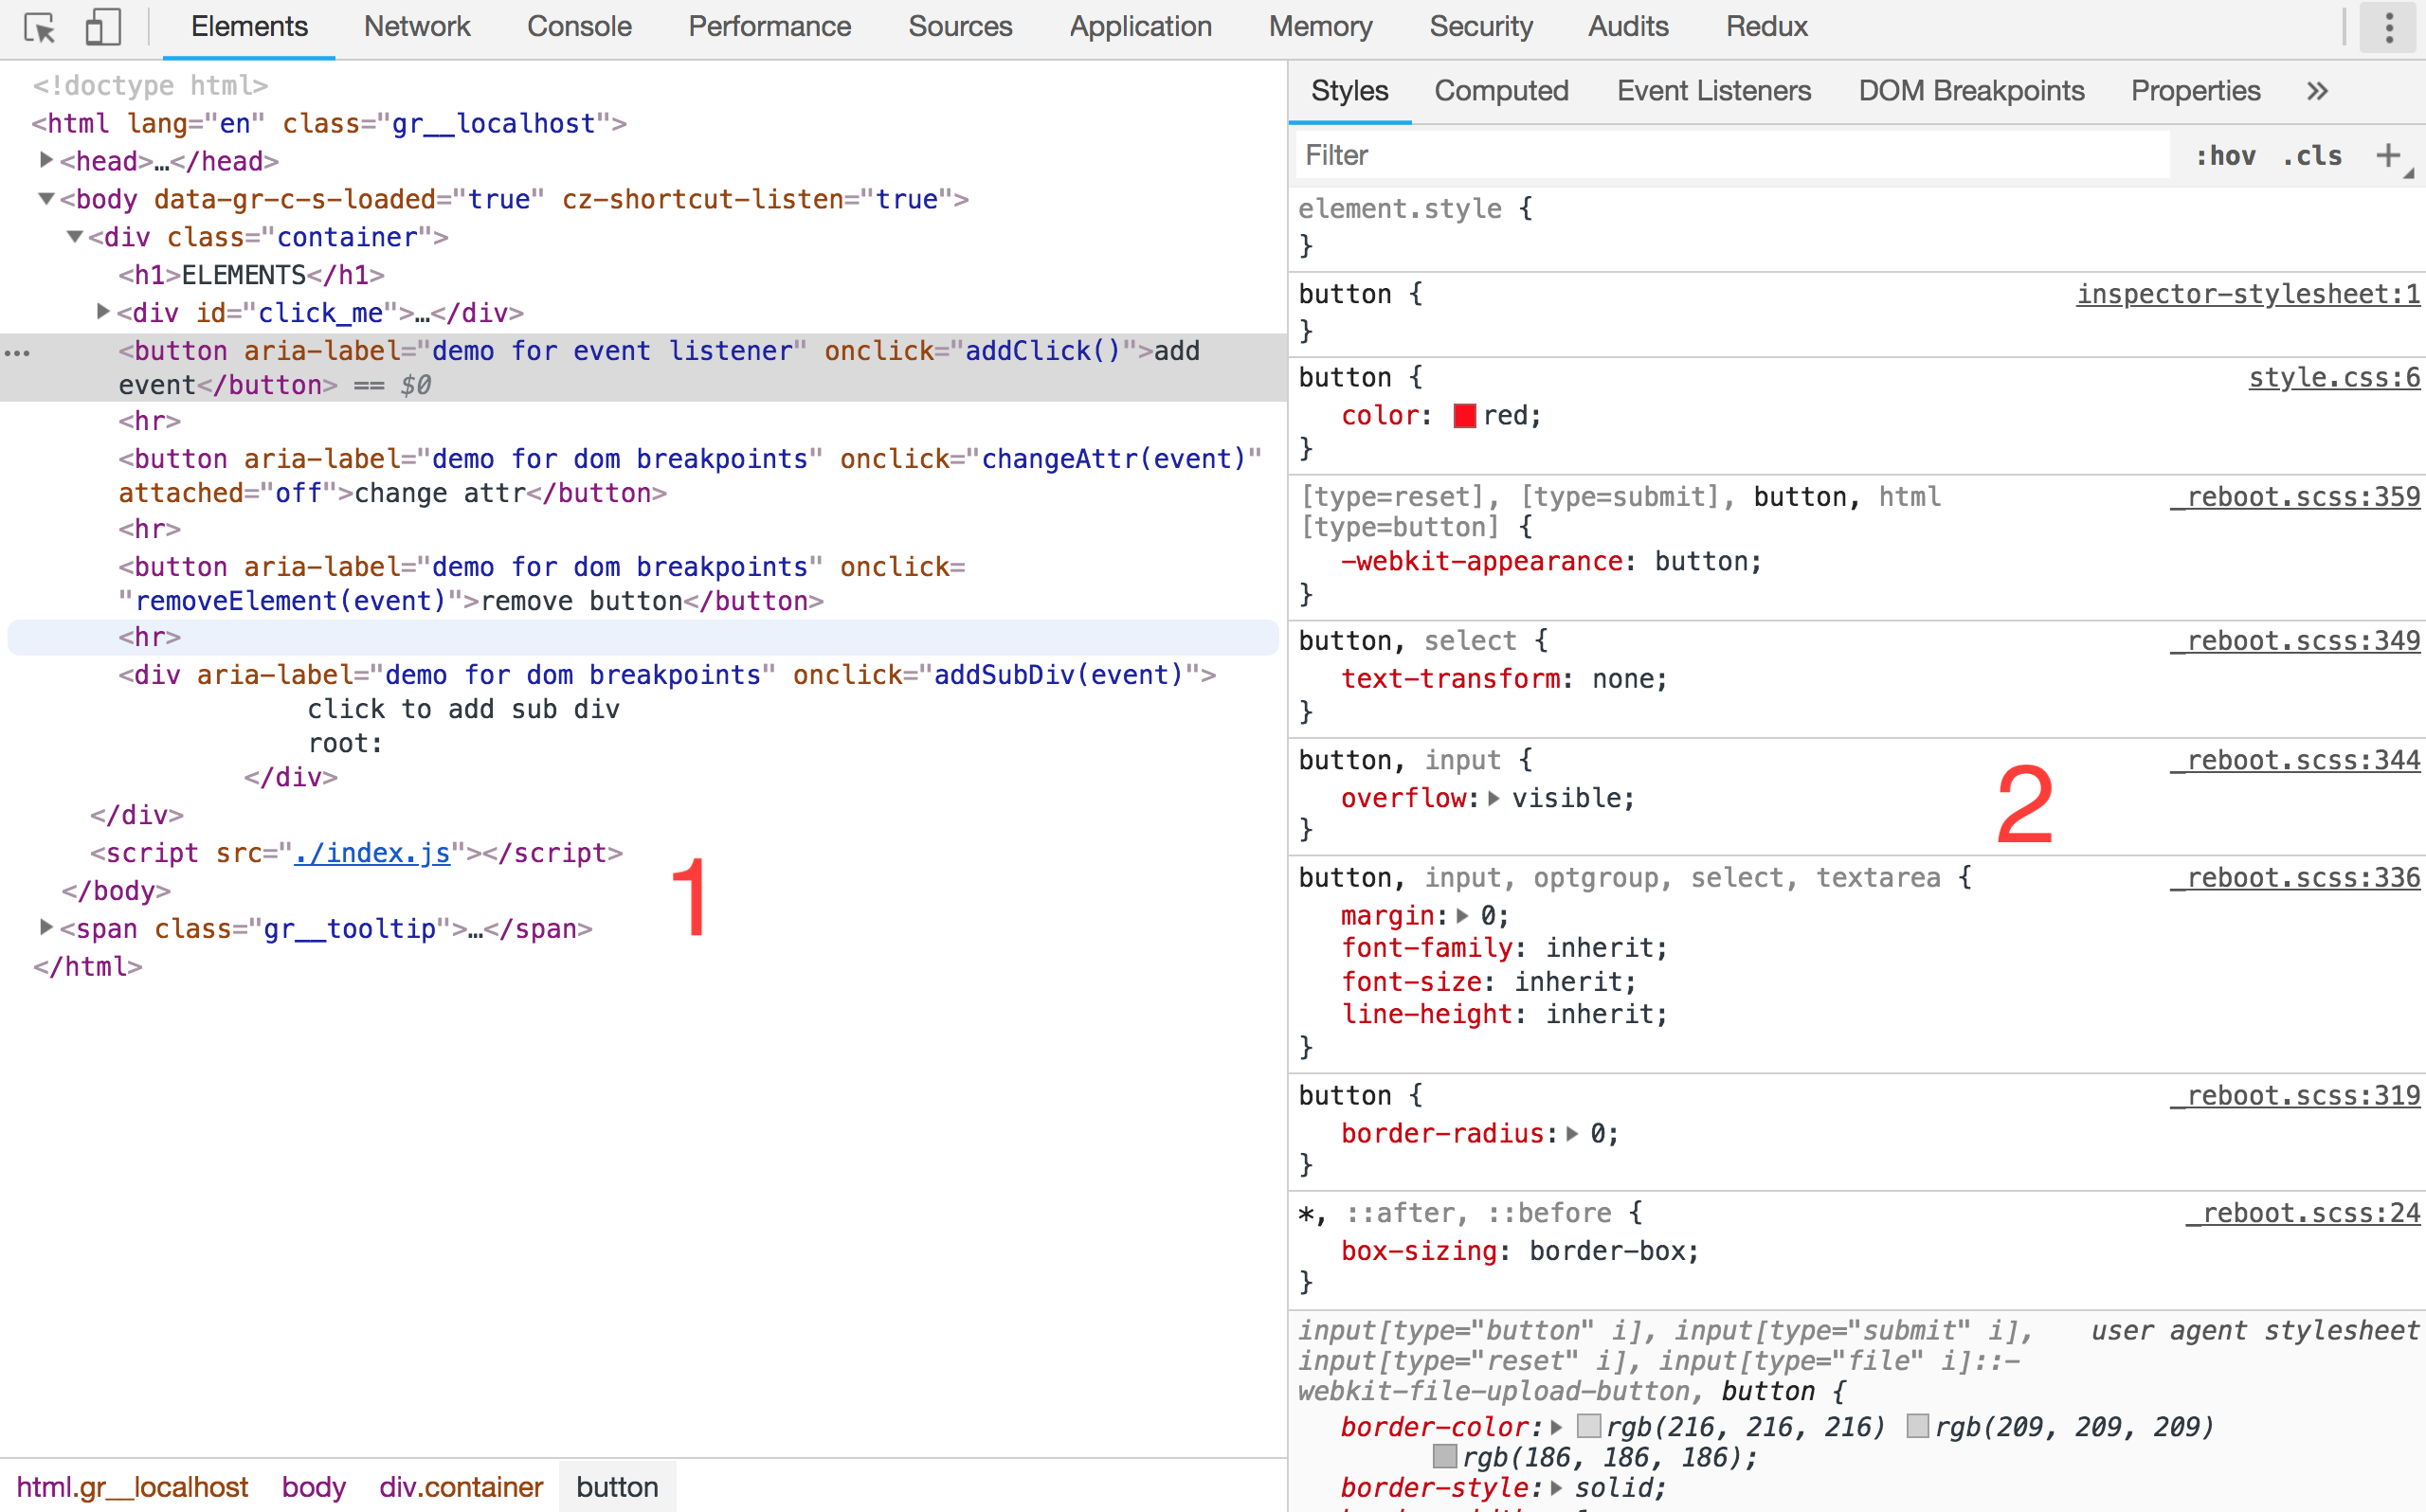 Elements Network Console Performance Sources Application Memory Security Audits Redux
<!doctype html>
<html lang="en" class="gr__localhost">
<head>…</head>
<body data-gr-c-s-loaded="true" cz-shortcut-listen="true">
<div class="container">
<h1>ELEMENTS</h1>
<div id="click_me">…</div>
<button aria-label="demo for event listener" onclick="addClick()">add
event</button> == $0
<hr>
<button aria-label="demo for dom breakpoints" onclick="changeAttr(event)"
attached="off">change attr</button>
<hr>
<button aria-label="demo for dom breakpoints" onclick=
"removeElement(event)">remove button</button>
<hr>
<div aria-label="demo for dom breakpoints" onclick="addSubDiv(event)">
click to add sub div
root:
</div>
</div>
<script src="./index.js"></script>
</body>
<span class="gr__tooltip">…</span>
</html>
1
html.gr__localhost body div.container button
Styles Computed Event Listeners DOM Breakpoints Properties »
Filter :hov .cls +
element.style {
}
button { inspector-stylesheet:1
}
button { style.css:6
color: red;
}
[type=reset], [type=submit], button, html _reboot.scss:359
[type=button] {
-webkit-appearance: button;
}
button, select { _reboot.scss:349
text-transform: none;
}
button, input { _reboot.scss:344
overflow: visible;
}
2
button, input, optgroup, select, textarea { _reboot.scss:336
margin: 0;
font-family: inherit;
font-size: inherit;
line-height: inherit;
}
button { _reboot.scss:319
border-radius: 0;
}
*, ::after, ::before { _reboot.scss:24
box-sizing: border-box;
}
input[type="button" i], input[type="submit" i], user agent stylesheet
input[type="reset" i], input[type="file" i]::-
webkit-file-upload-button, button {
border-color: rgb(216, 216, 216) rgb(209, 209, 209)
rgb(186, 186, 186);
border-style: solid;